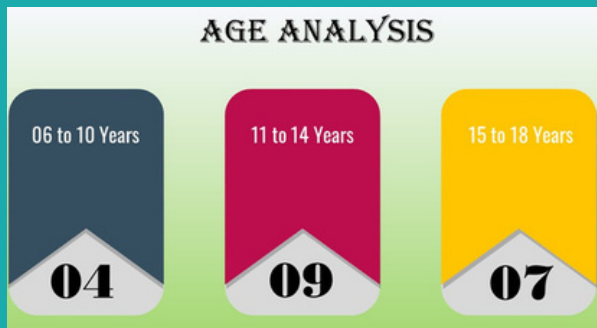 AGE ANALYSIS
06 to 10 Years
11 to 14 Years
15 to 18 Years
04
09
07